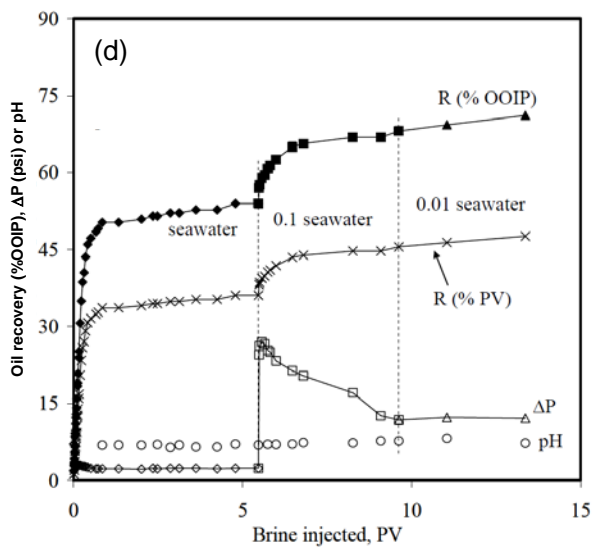 (d)
Oil recovery (%OOIP), ΔP (psi) or pH
90
75
60
45
30
15
0
R (% OOIP)
seawater
0.1 seawater
0.01 seawater
R (% PV)
ΔP
pH
0
5
10
15
Brine injected, PV